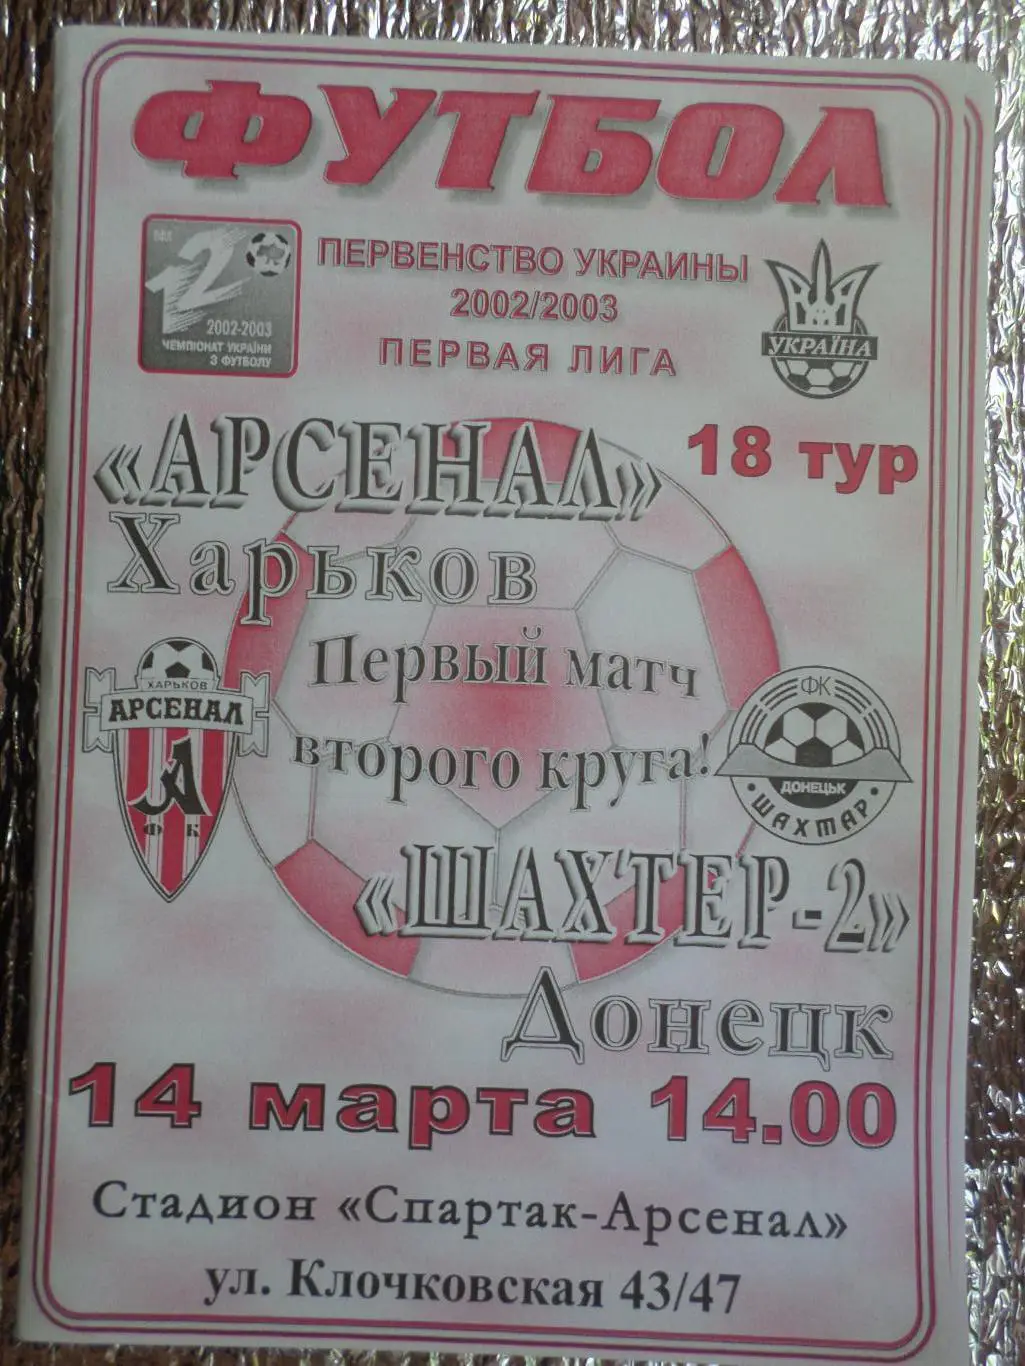 ФУТБОЛ
ПЕРВЕНСТВО УКРАИНЫ
2002/2003
ПЕРВАЯ ЛИГА
2
2002-2003
ЧЕМПІОНАТ УКРАЇНИ
З ФУТБОЛУ
УКРАЇНА
«АРСЕНАЛ»
18 тур
Харьков
Первый матч
второго круга!
ХАРЬКОВ
АРСЕНАЛ
А
ФК
ФК
ДОНЕЦЬК
ШАХТАР
«ШАХТЕР-2»
Донецк
14 марта 14.00
Стадион «Спартак-Арсенал»
ул. Клочковская 43/47